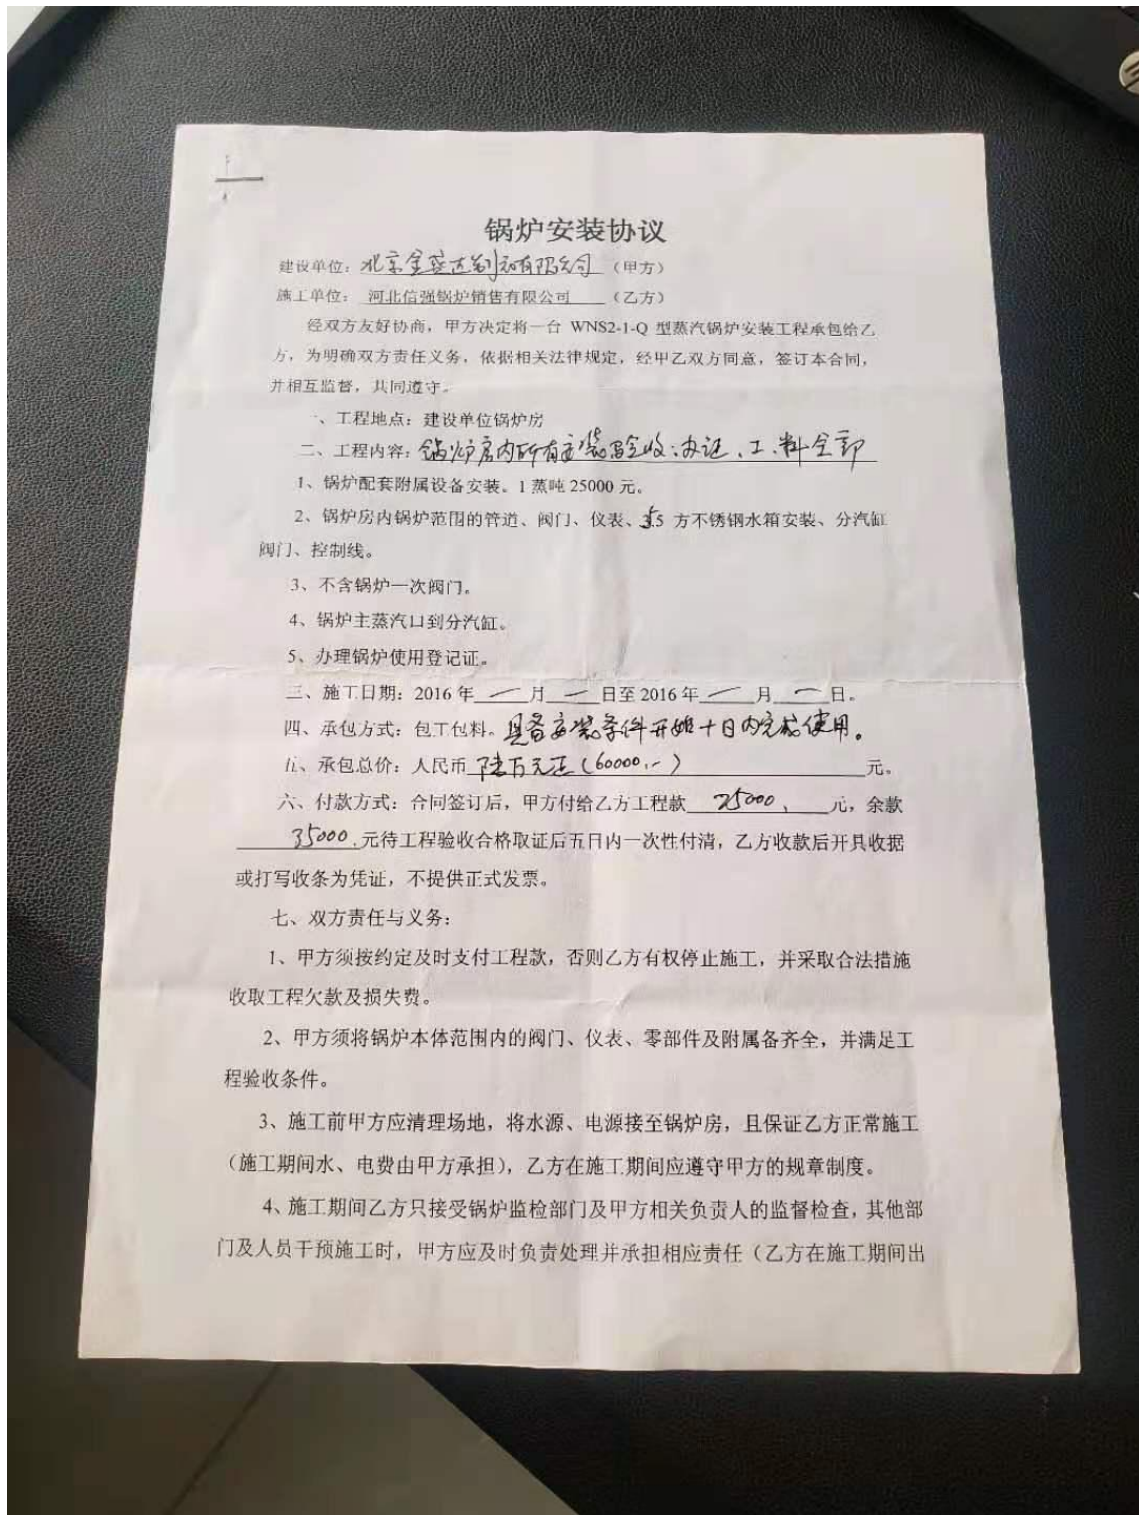 锅炉安装协议
建设单位：北京金盛达制衣有限公司（甲方）
施工单位：河北信强锅炉销售有限公司（乙方）
经双方友好协商，甲方决定将一台 WNS2-1-Q 型蒸汽锅炉安装工程承包给乙
方，为明确双方责任义务，依据相关法律规定，经甲乙双方同意，签订本合同，
并相互监督，共同遵守。
一、工程地点：建设单位锅炉房
二、工程内容：锅炉房内所有安装验收、办证、工、料全部
1、锅炉配套附属设备安装。1 蒸吨 25000 元。
2、锅炉房内锅炉范围的管道、阀门、仪表、5 方不锈钢水箱安装、分汽缸
阀门、控制线。
3、不含锅炉一次阀门。
4、锅炉主蒸汽口到分汽缸。
5、办理锅炉使用登记证。
三、施工日期：2016 年 一 月 一 日至 2016 年 一 月 一 日。
四、承包方式：包工包料。具备安装条件开始十日内完成使用。
五、承包总价：人民币 陆万元正（60000.-） 元。
六、付款方式：合同签订后，甲方付给乙方工程款 25000. 元，余款
35000. 元待工程验收合格取证后五日内一次性付清，乙方收款后开具收据
或打写收条为凭证，不提供正式发票。
七、双方责任与义务：
1、甲方须按约定及时支付工程款，否则乙方有权停止施工，并采取合法措施
收取工程欠款及损失费。
2、甲方须将锅炉本体范围内的阀门、仪表、零部件及附属备齐全，并满足工
程验收条件。
3、施工前甲方应清理场地，将水源、电源接至锅炉房，且保证乙方正常施工
（施工期间水、电费由甲方承担），乙方在施工期间应遵守甲方的规章制度。
4、施工期间乙方只接受锅炉监检部门及甲方相关负责人的监督检查，其他部
门及人员干预施工时，甲方应及时负责处理并承担相应责任（乙方在施工期间出